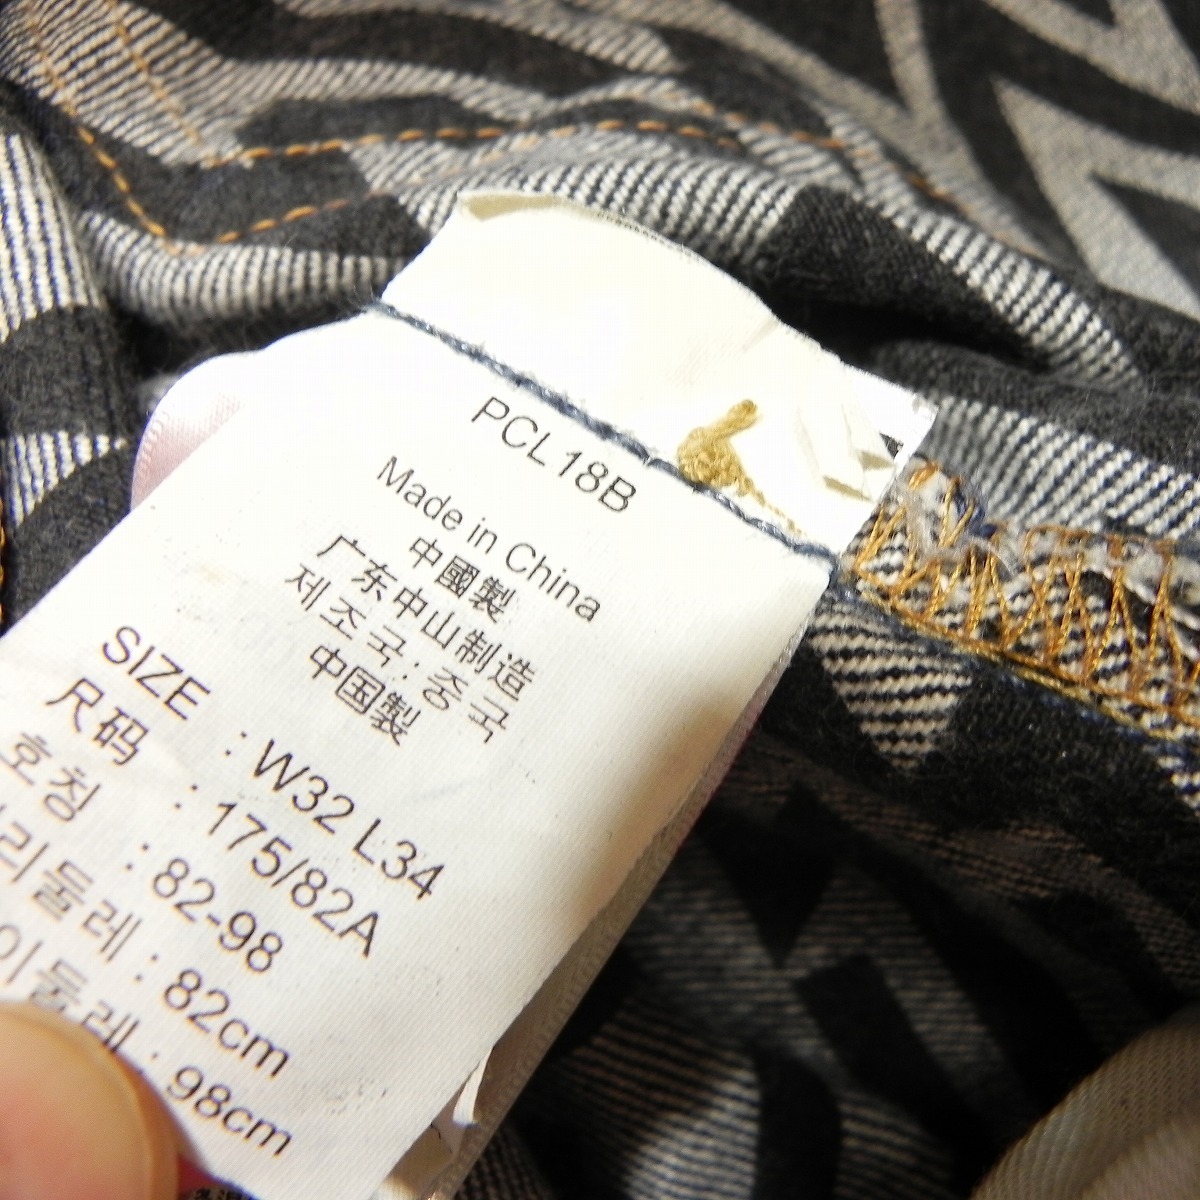 PCL18B
Made in China
中國製
广东中山制造
제조국 : 중국
中国製
SIZE : W32 L34
尺码 : 175/82A
호칭 : 82-98
리둘레 : 82cm
이둘레 : 98cm